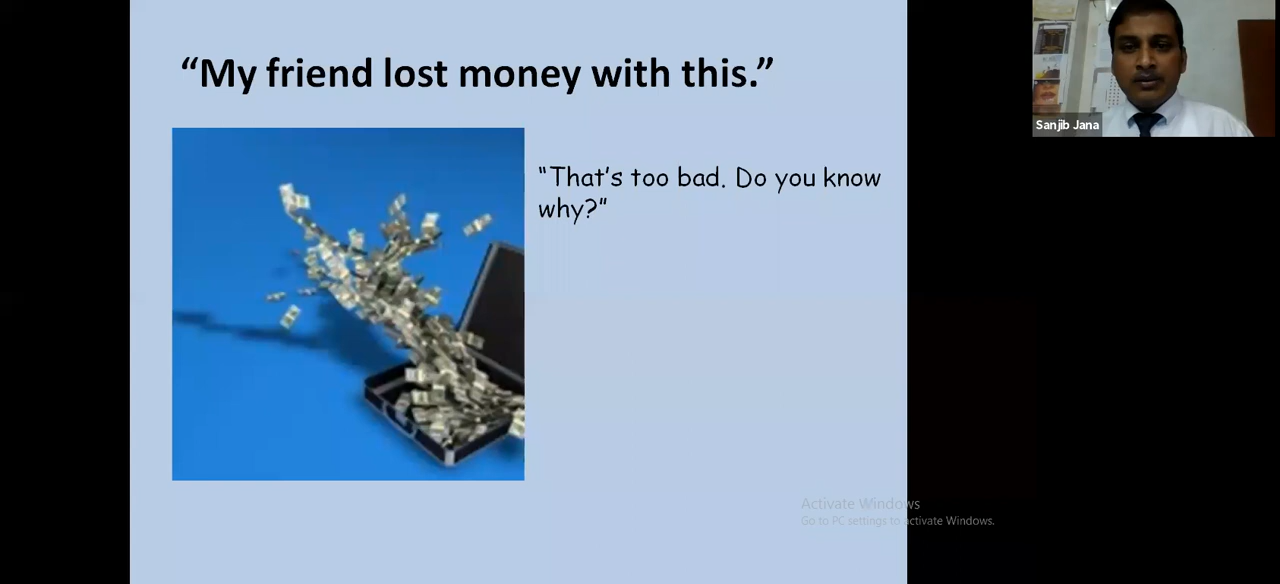 “My friend lost money with this.”
“That’s too bad. Do you know
why?”
Sanjib Jana
Activate Windows
Go to PC settings to activate Windows.